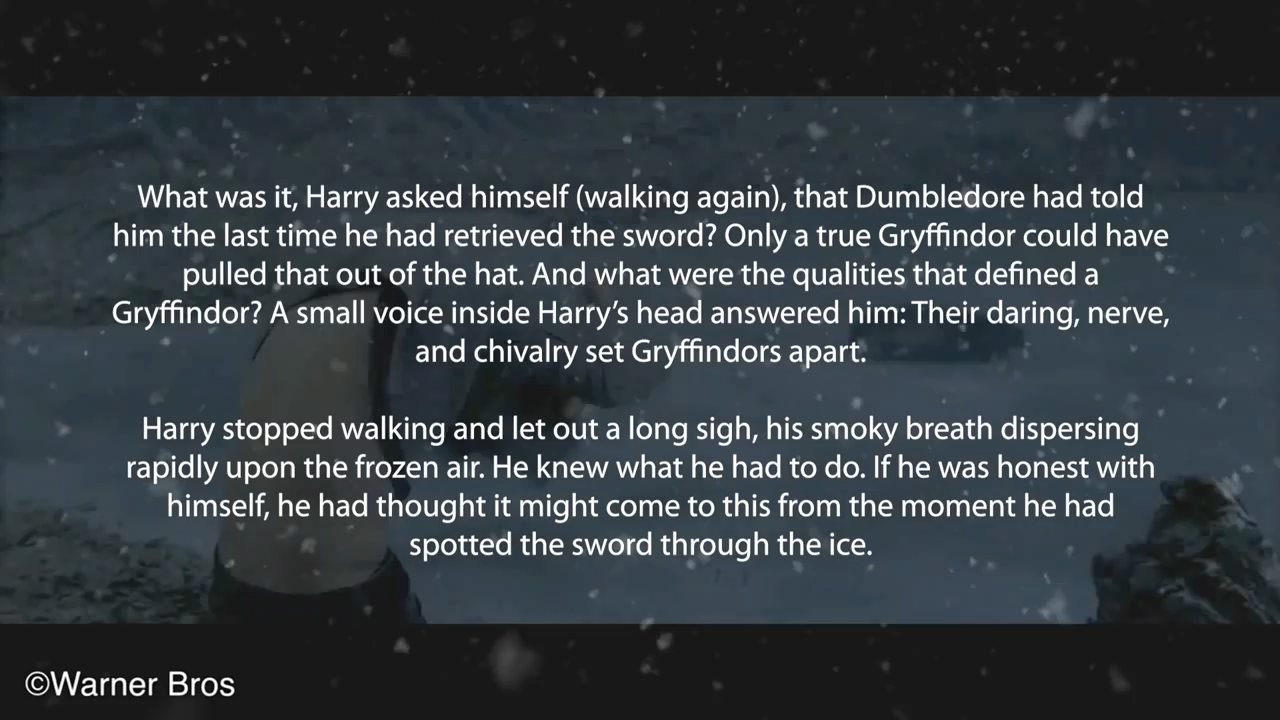 What was it, Harry asked himself (walking again), that Dumbledore had told
him the last time he had retrieved the sword? Only a true Gryffindor could have
pulled that out of the hat. And what were the qualities that defined a
Gryffindor? A small voice inside Harry’s head answered him: Their daring, nerve,
and chivalry set Gryffindors apart.
Harry stopped walking and let out a long sigh, his smoky breath dispersing
rapidly upon the frozen air. He knew what he had to do. If he was honest with
himself, he had thought it might come to this from the moment he had
spotted the sword through the ice.
©Warner Bros